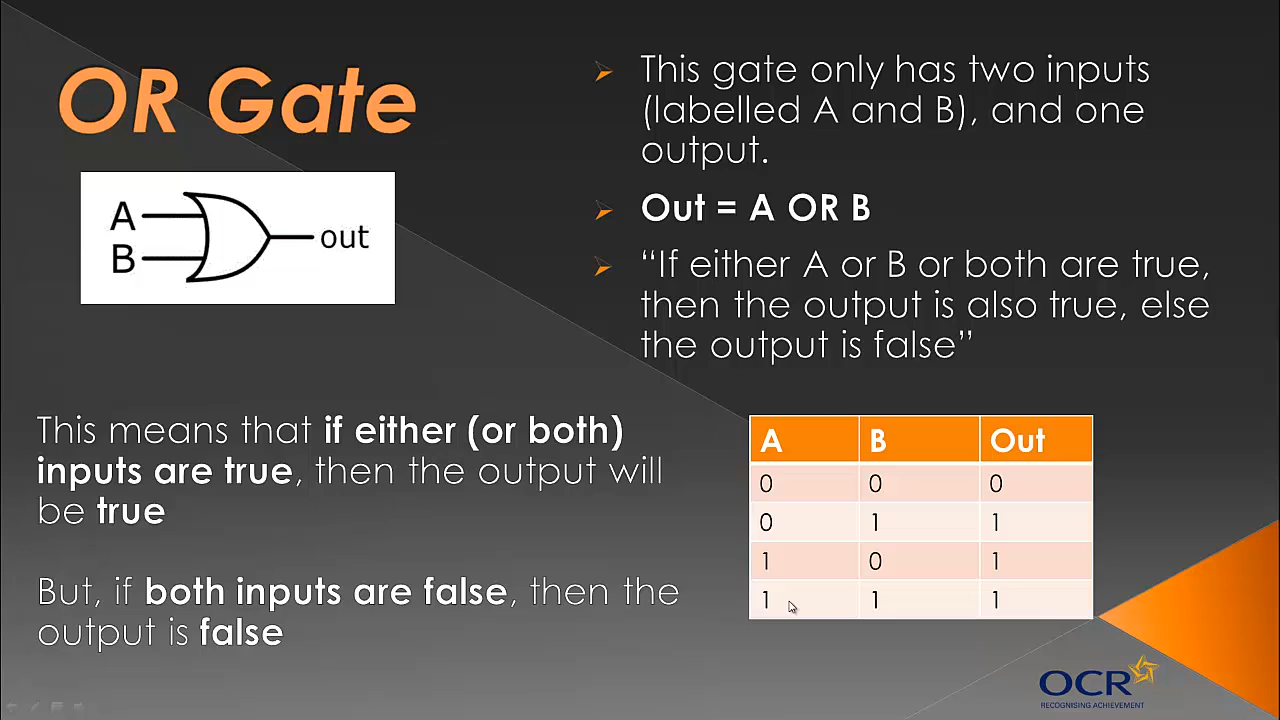 OR Gate
A
B
out
This gate only has two inputs
(labelled A and B), and one
output.
Out = A OR B
“If either A or B or both are true,
then the output is also true, else
the output is false”
This means that if either (or both)
inputs are true, then the output will
be true
But, if both inputs are false, then the
output is false
A B Out
0 0 0
0 1 1
1 0 1
1 1 1
OCR
RECOGNISING ACHIEVEMENT